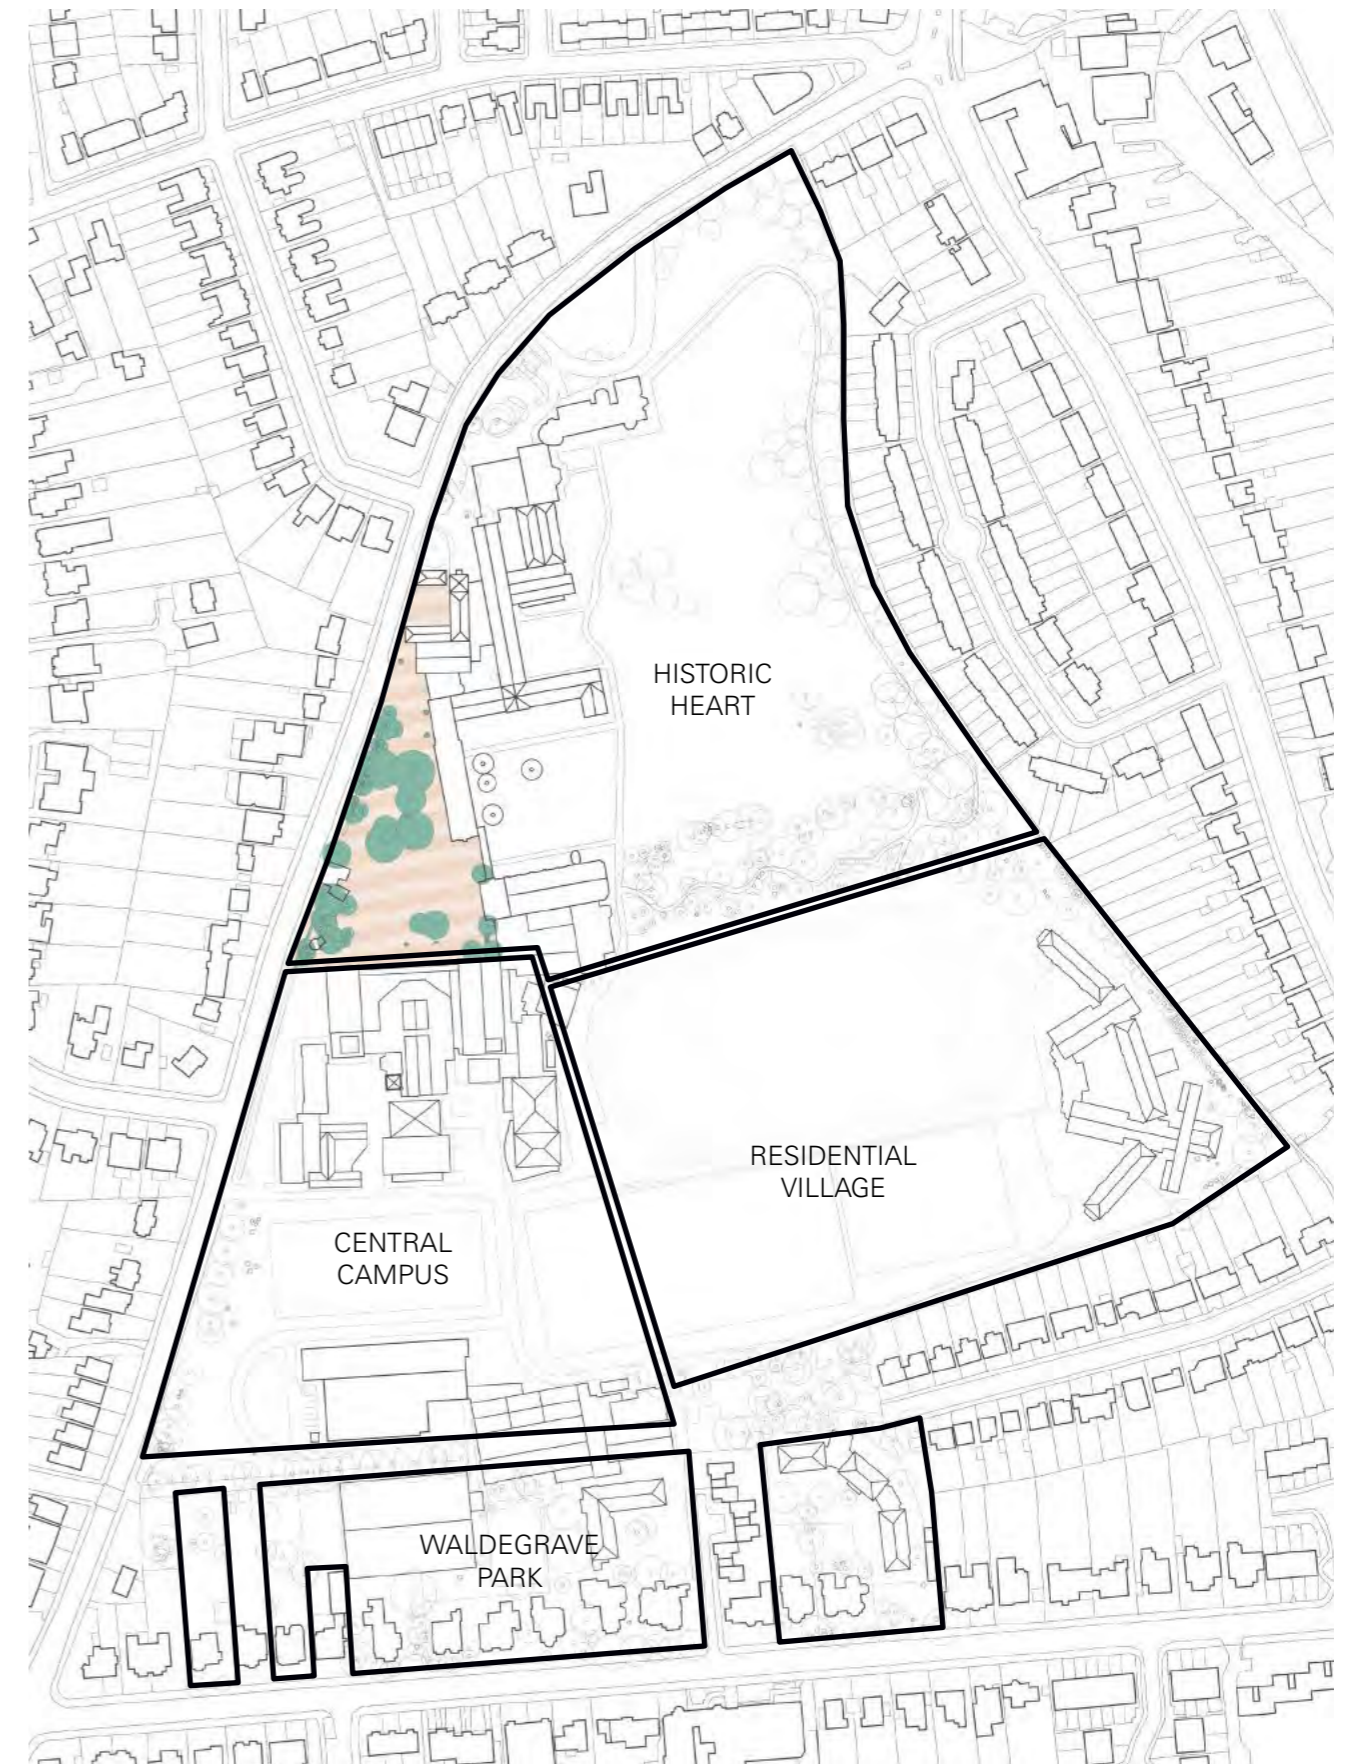 HISTORIC
HEART
RESIDENTIAL
VILLAGE
CENTRAL
CAMPUS
WALDEGRAVE
PARK